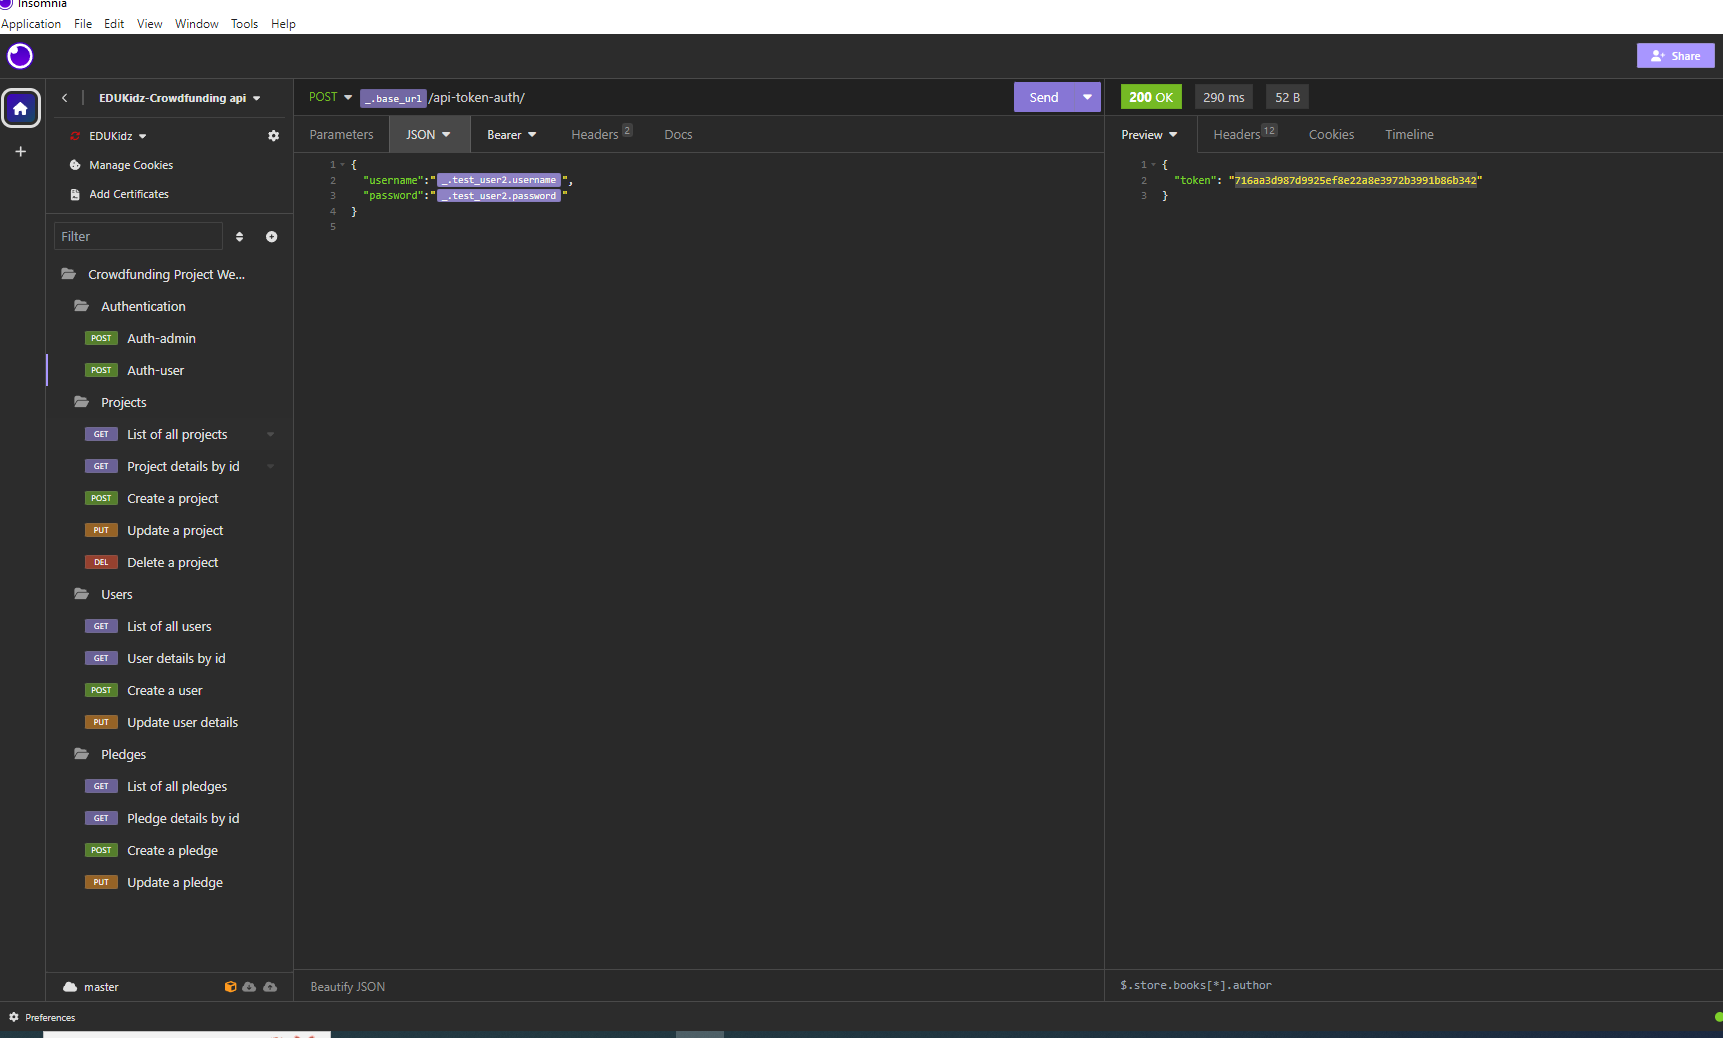 Insomnia
Application File Edit View Window Tools Help
Share
EDUKidz-Crowdfunding api
EDUKidz
Manage Cookies
Add Certificates
Filter
Crowdfunding Project We...
Authentication
POST Auth-admin
POST Auth-user
Projects
GET List of all projects
GET Project details by id
POST Create a project
PUT Update a project
DEL Delete a project
Users
GET List of all users
GET User details by id
POST Create a user
PUT Update user details
Pledges
GET List of all pledges
GET Pledge details by id
POST Create a pledge
PUT Update a pledge
master
Preferences
POST _.base_url /api-token-auth/
Send
Parameters JSON Bearer Headers 2 Docs
1 {
2 "username":"_.test_user2.username",
3 "password":"_.test_user2.password"
4 }
5
Beautify JSON
200 OK 290 ms 52 B
Preview Headers 12 Cookies Timeline
1 {
2 "token": "716aa3d987d9925ef8e22a8e3972b3991b86b342"
3 }
$.store.books[*].author